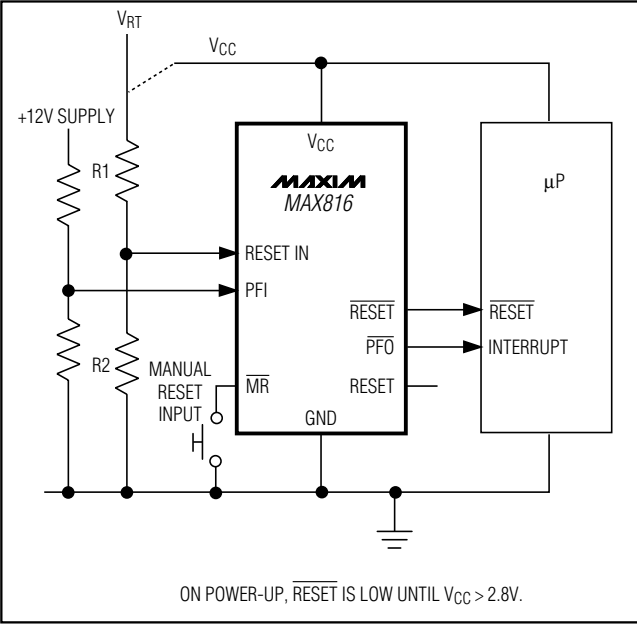 VRT
VCC
+12V SUPPLY
VCC
R1
MAXIM
MAX816
µP
RESET IN
PFI
RESET
RESET
PFO
INTERRUPT
R2
MANUAL
RESET
INPUT
MR
RESET
GND
ON POWER-UP, RESET IS LOW UNTIL VCC > 2.8V.